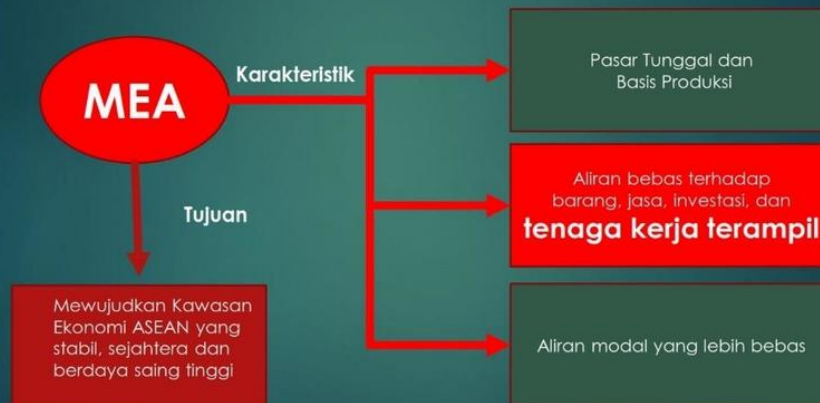 MEA
Karakteristik
Pasar Tunggal dan
Basis Produksi
Aliran bebas terhadap
barang, jasa, investasi, dan
tenaga kerja terampil
Aliran modal yang lebih bebas
Tujuan
Mewujudkan Kawasan
Ekonomi ASEAN yang
stabil, sejahtera dan
berdaya saing tinggi